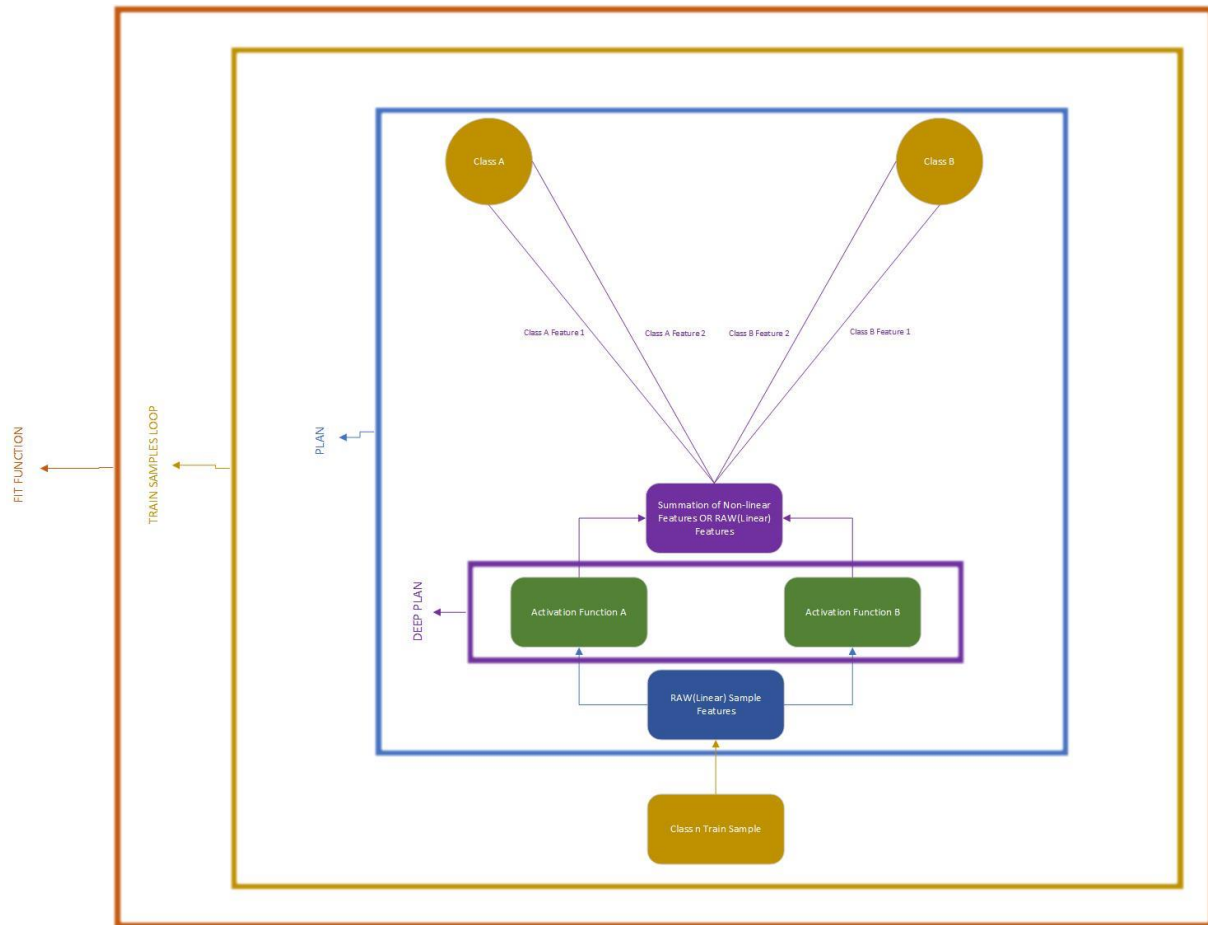 Class A
Class B
Class A Feature 1
Class A Feature 2
Class B Feature 2
Class B Feature 1
FIT FUNCTION
TRAIN SAMPLES LOOP
PLAN
Summation of Non-linear
Features OR RAW(Linear)
Features
DEEP PLAN
Activation Function A
Activation Function B
RAW(Linear) Sample
Features
Class n Train Sample